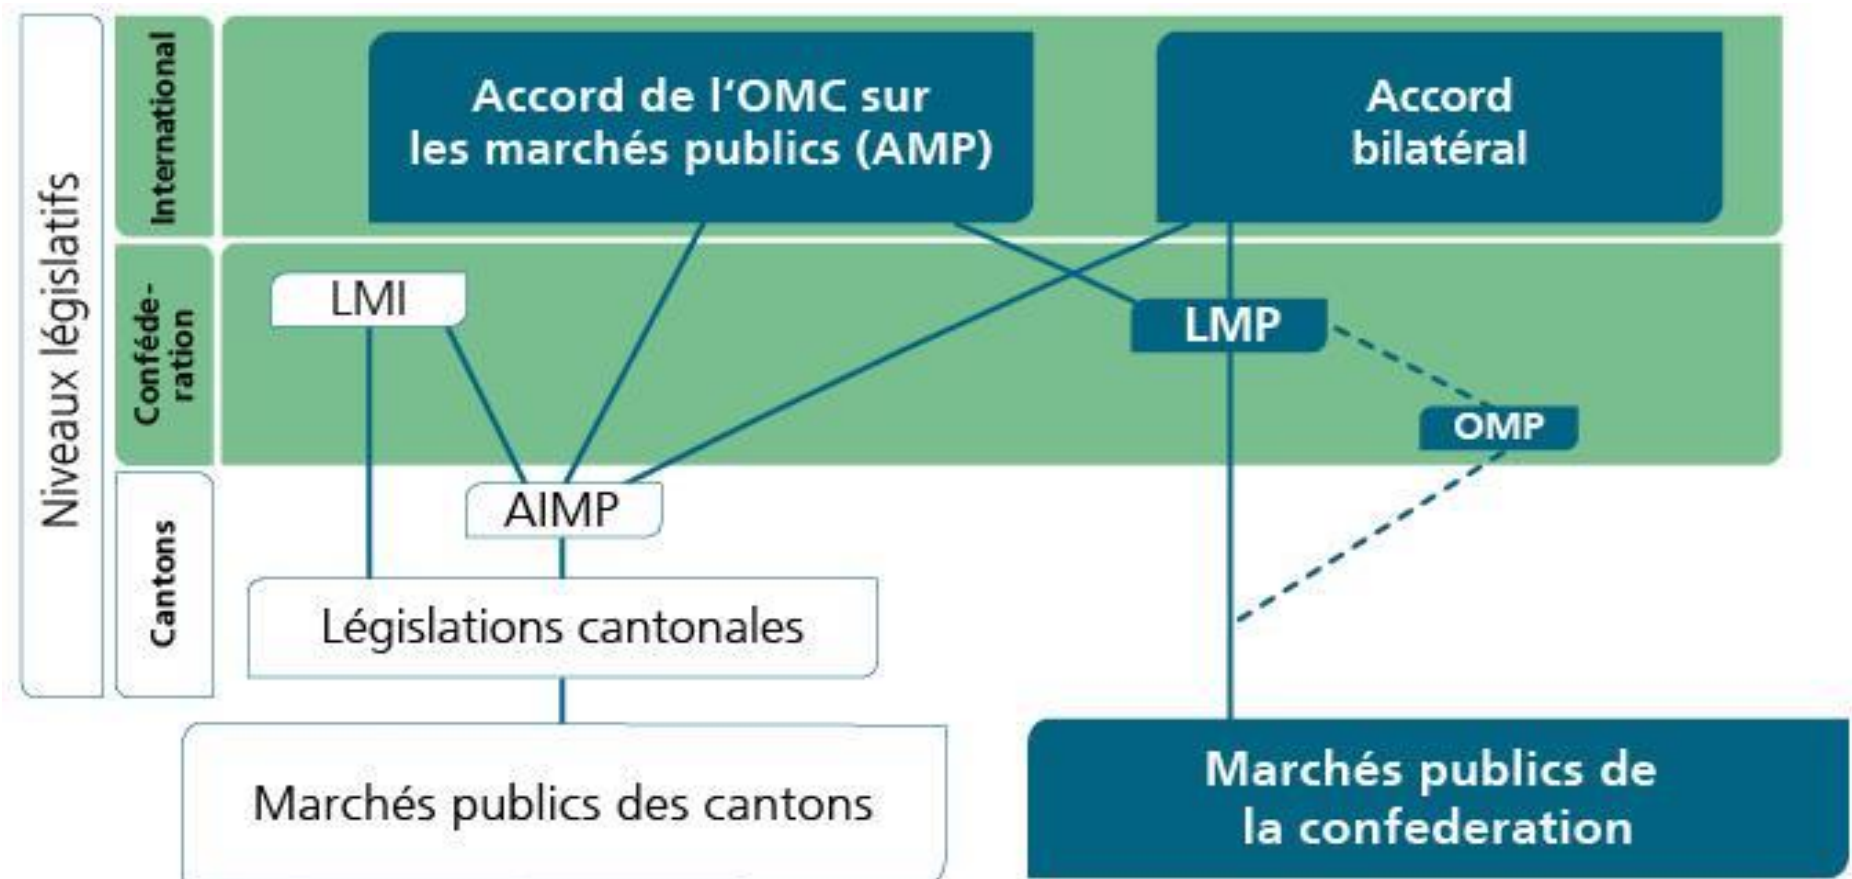 Niveaux législatifs
International
Accord de l'OMC sur
les marchés publics (AMP)
Accord
bilatéral
Conféde-
ration
LMI
LMP
OMP
Cantons
AIMP
Législations cantonales
Marchés publics des cantons
Marchés publics de
la confederation